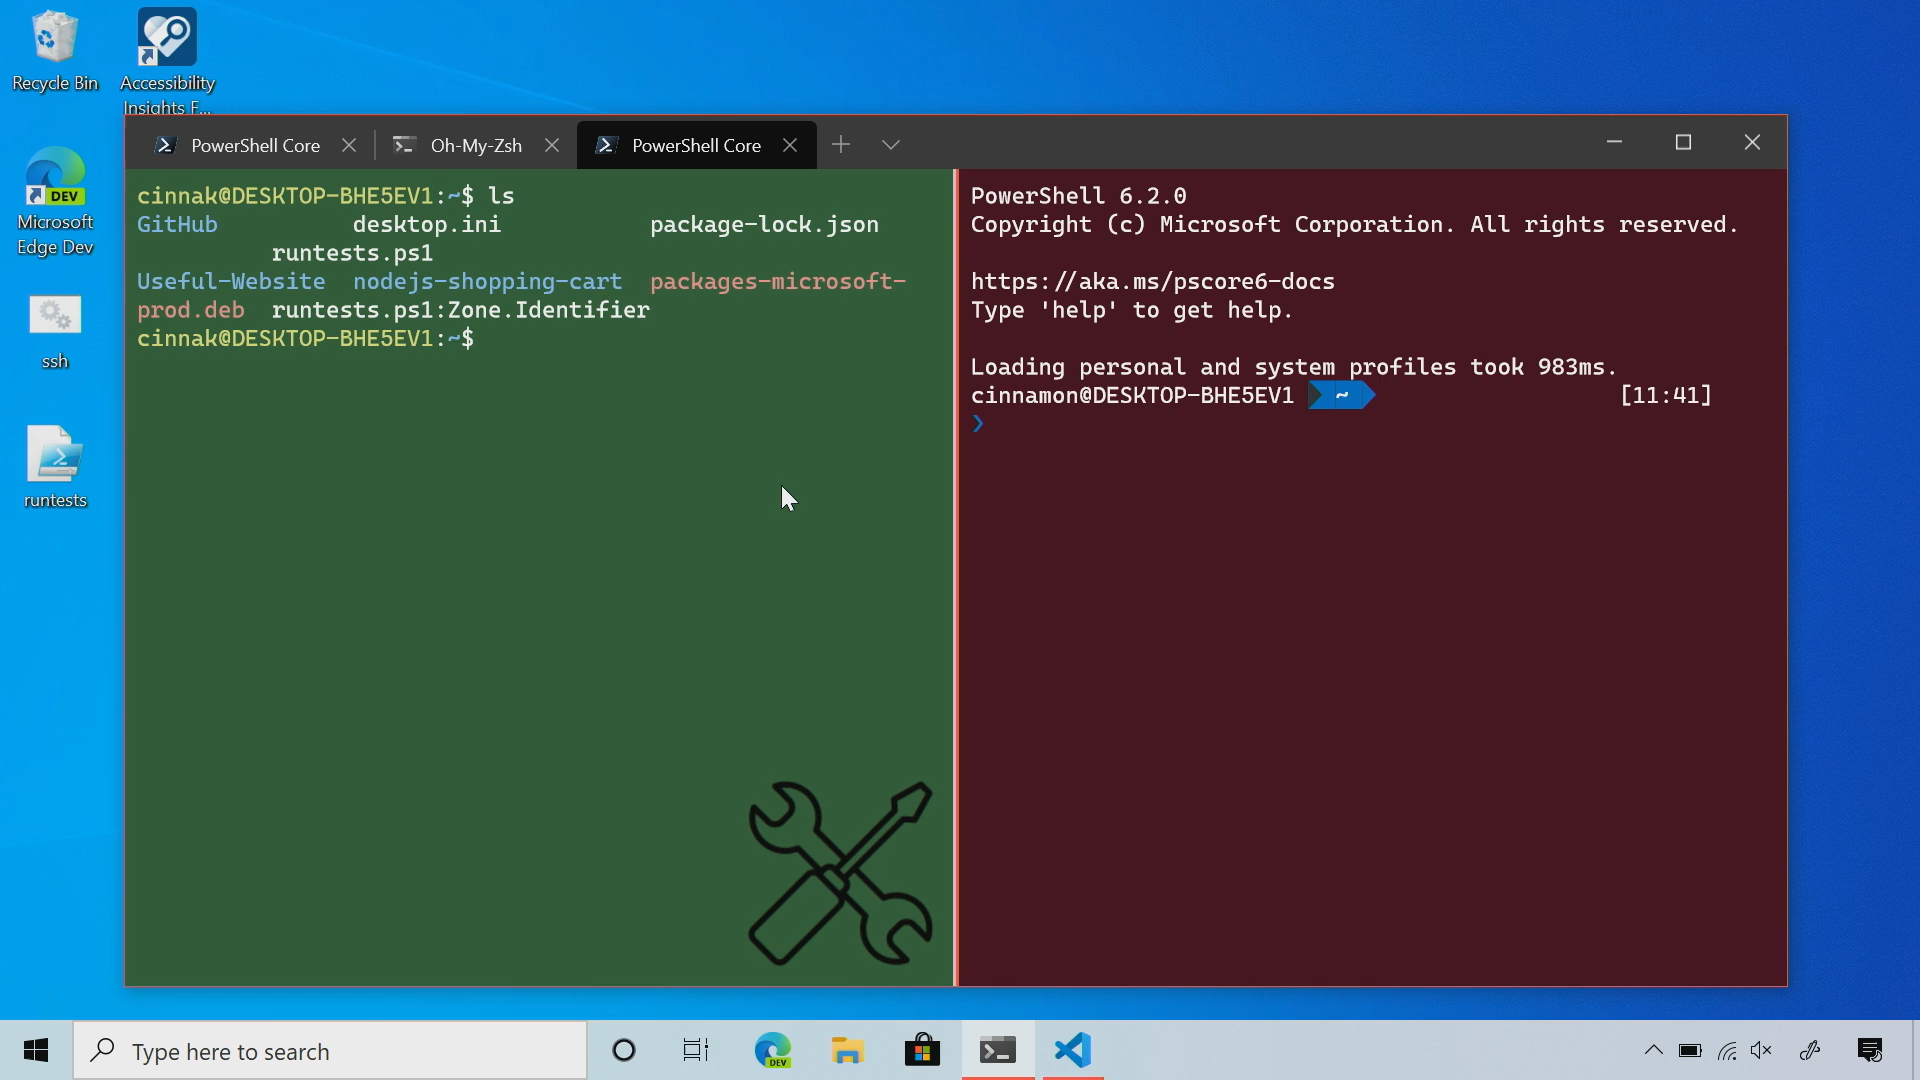 Recycle Bin
Accessibility
Insights F...
Microsoft
Edge Dev
DEV
ssh
runtests
PowerShell Core
Oh-My-Zsh
PowerShell Core
cinnak@DESKTOP-BHE5EV1:~$ ls
GitHub desktop.ini package-lock.json
runtests.ps1
Useful-Website nodejs-shopping-cart packages-microsoft-
prod.deb runtests.ps1:Zone.Identifier
cinnak@DESKTOP-BHE5EV1:~$
PowerShell 6.2.0
Copyright (c) Microsoft Corporation. All rights reserved.
https://aka.ms/pscore6-docs
Type 'help' to get help.
Loading personal and system profiles took 983ms.
cinnamon@DESKTOP-BHE5EV1 ~ [11:41]
❯
Type here to search
DEV